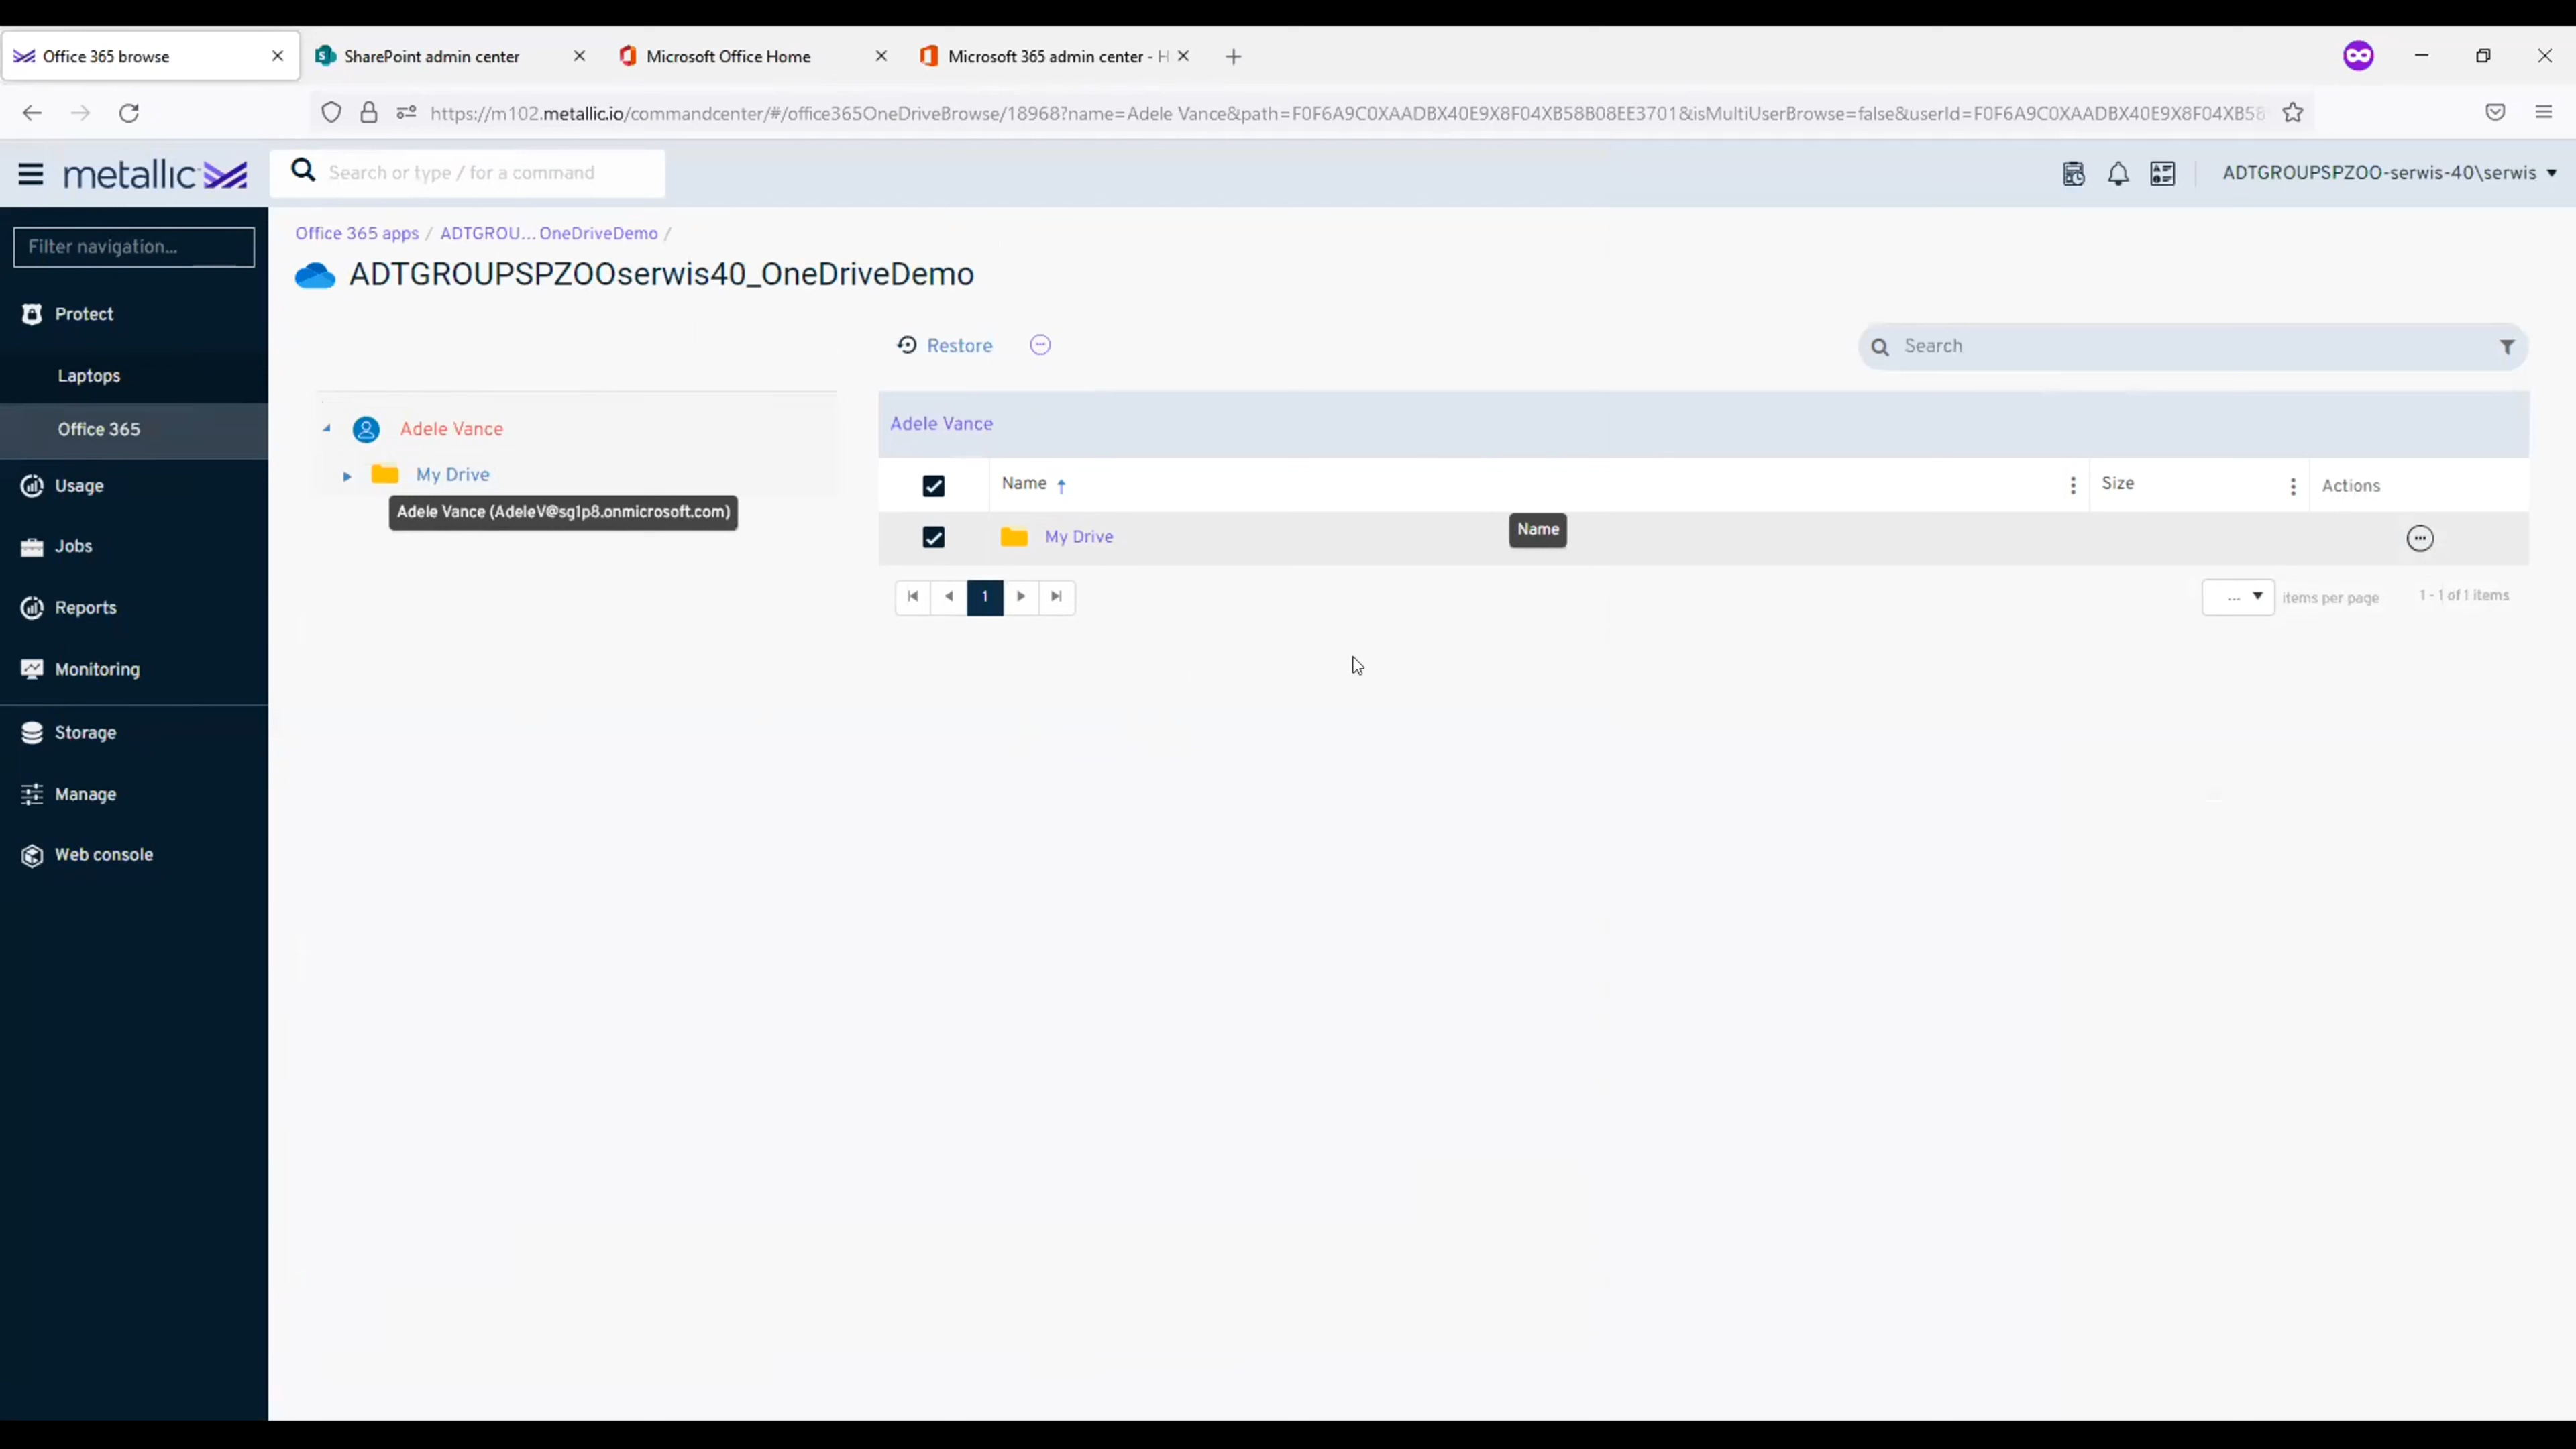 Office 365 browse
SharePoint admin center
Microsoft Office Home
Microsoft 365 admin center - H
https://m102.metallic.io/commandcenter/#/office365OneDriveBrowse/18968?name=Adele Vance&path=F0F6A9C0XAADBX40E9X8F04XB58B08EE3701&isMultiUserBrowse=false&userId=F0F6A9C0XAADBX40E9X8F04XB58
metallic
Search or type / for a command
ADTGROUPSPZOO-serwis-40\serwis
Filter navigation...
Protect
Laptops
Office 365
Usage
Jobs
Reports
Monitoring
Storage
Manage
Web console
Office 365 apps / ADTGROU... OneDriveDemo /
ADTGROUPSPZOOserwis40_OneDriveDemo
Restore
Search
Adele Vance
My Drive
Adele Vance (AdeleV@sg1p8.onmicrosoft.com)
Adele Vance
Name
Size
Actions
My Drive
Name
1
... items per page
1 - 1 of 1 items